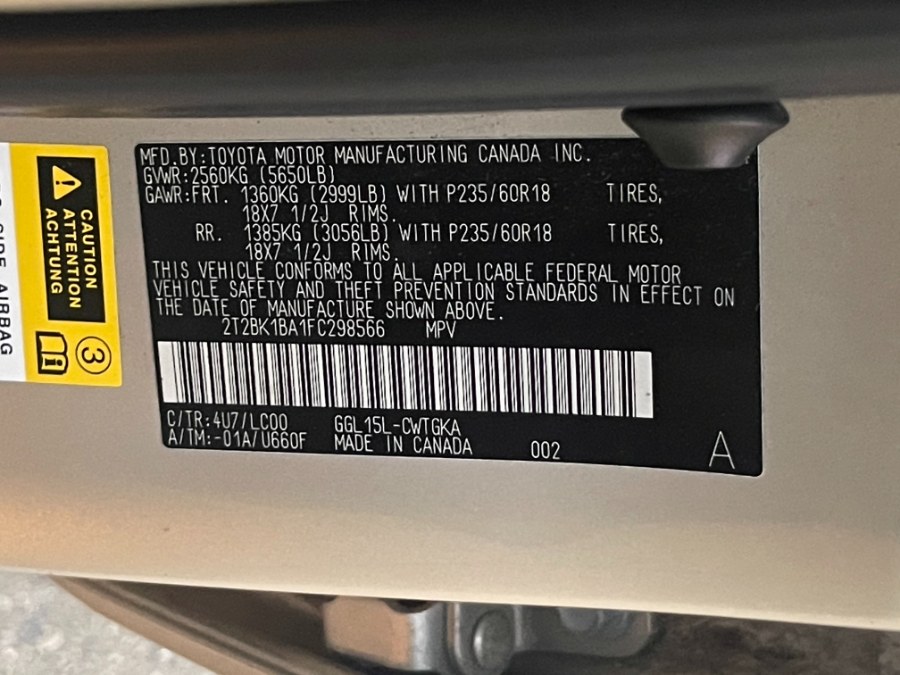 MFD.BY:TOYOTA MOTOR MANUFACTURING CANADA INC.
GVWR:2560KG (5650LB)
GAWR:FRT. 1360KG (2999LB) WITH P235/60R18 TIRES,
18X7 1/2J RIMS.
RR. 1385KG (3056LB) WITH P235/60R18 TIRES,
18X7 1/2J RIMS.
THIS VEHICLE CONFORMS TO ALL APPLICABLE FEDERAL MOTOR
VEHICLE SAFETY AND THEFT PREVENTION STANDARDS IN EFFECT ON
THE DATE OF MANUFACTURE SHOWN ABOVE.
2T2BK1BA1FC298566 MPV
C/TR:4U7/LC00 GGL15L-CWTGKA
A/TM:-01A/U660F MADE IN CANADA 002 A
CAUTION
ATTENTION
ACHTUNG
3
SIDE AIRBAG